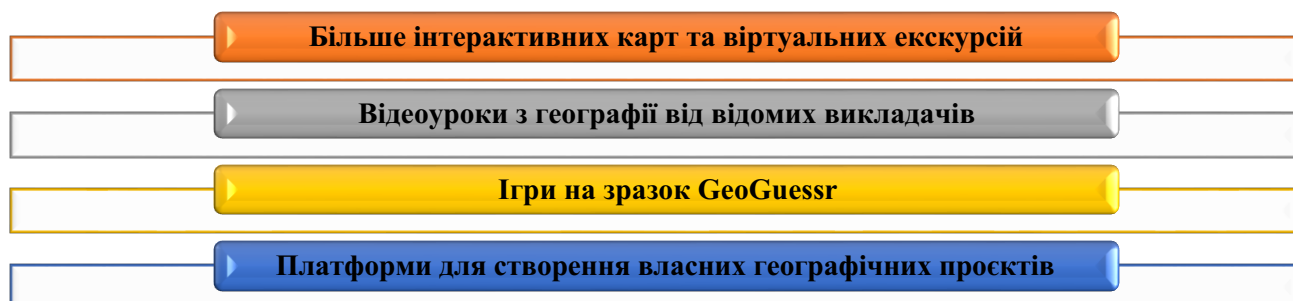 Більше інтерактивних карт та віртуальних екскурсій
Відеоуроки з географії від відомих викладачів
Ігри на зразок GeoGuessr
Платформи для створення власних географічних проєктів